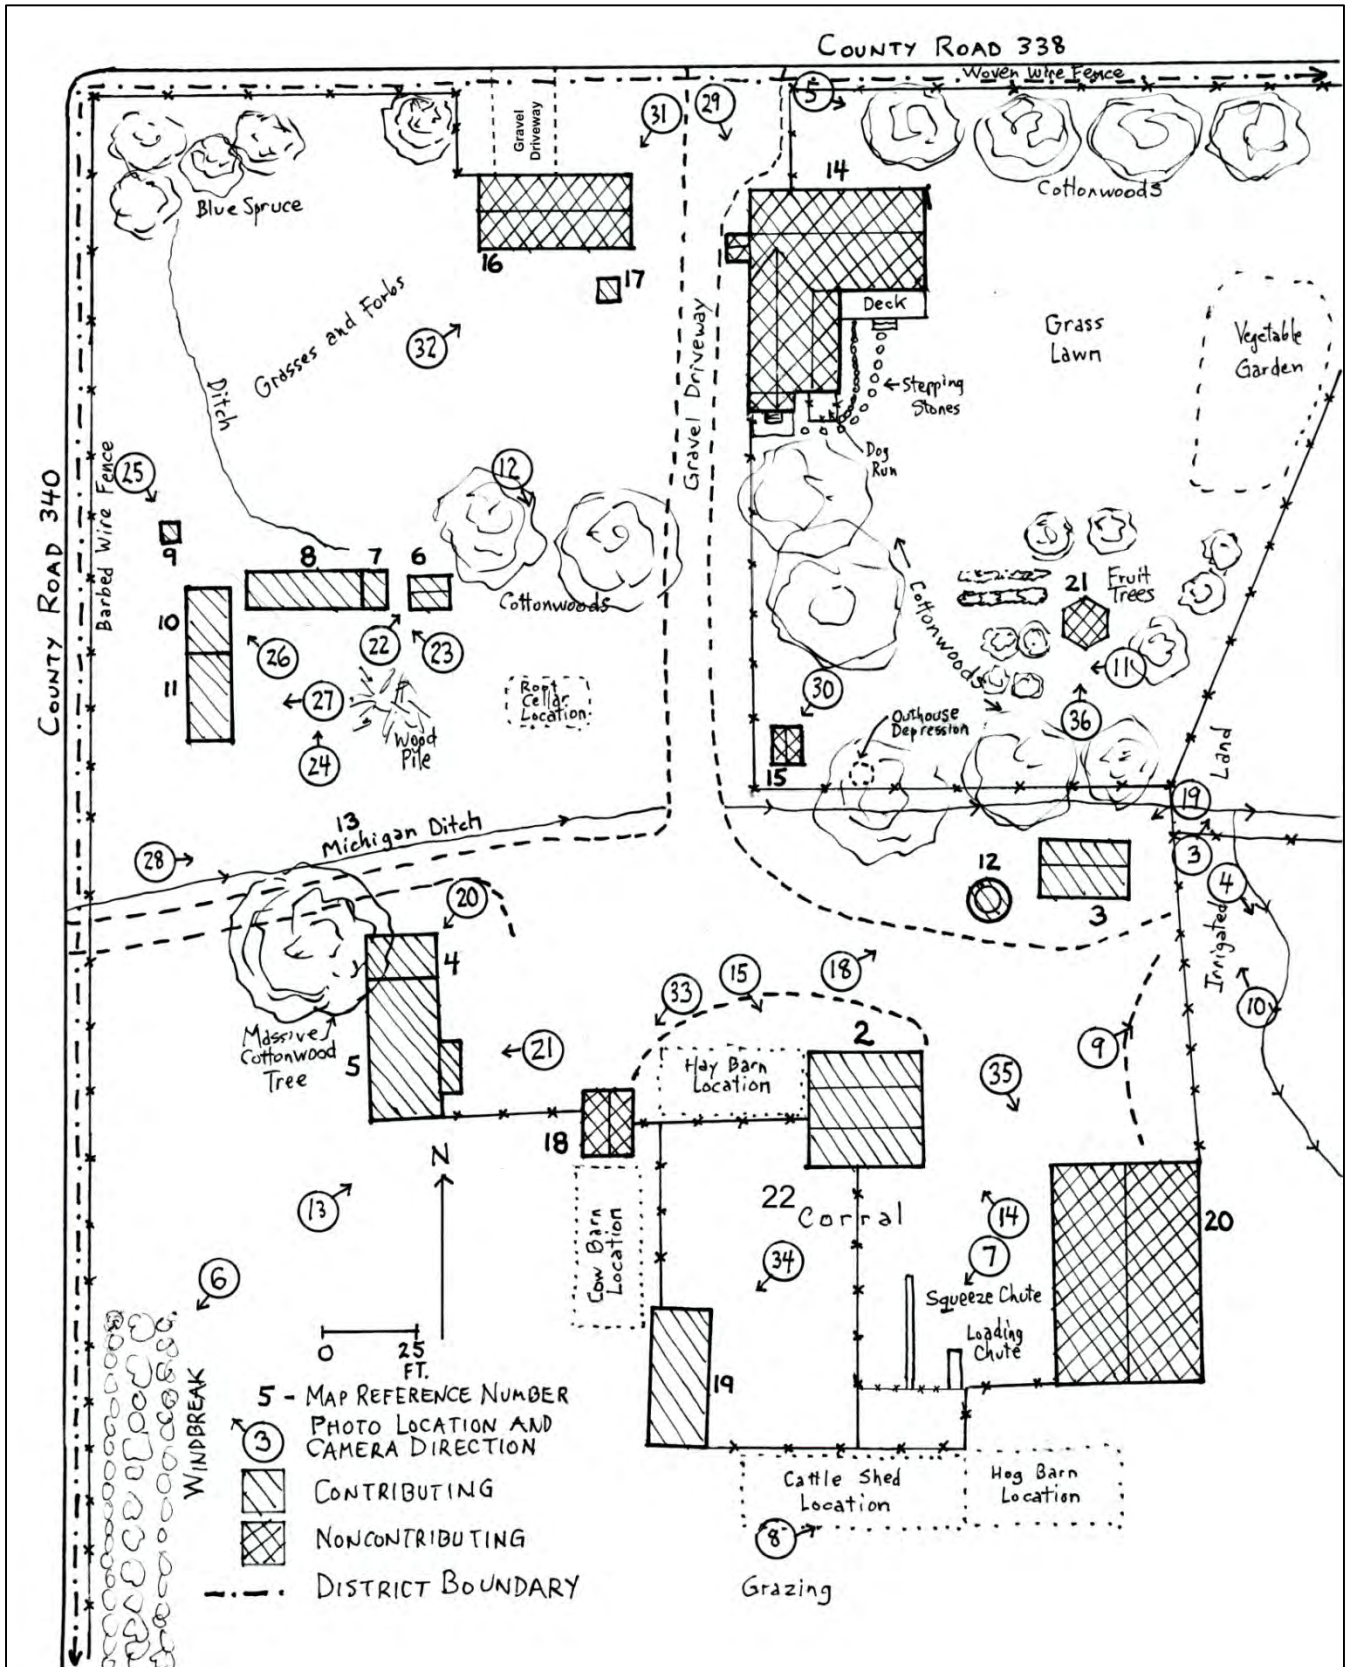 COUNTY ROAD 338
WOVEN WIRE FENCE
5
31
29
Gravel
Driveway
14
Blue Spruce
Cottonwoods
16
17
Deck
Grasses and Forbs
32
Ditch
Grass
Lawn
Vegetable
Garden
Stepping
Stones
Gravel Driveway
Dog
Run
COUNTY ROAD 340
Barbed Wire Fence
25
12
9
8
7
6
Cottonwoods
21
Fruit
Trees
10
11
26
22
23
27
24
Wood
Pile
Root
Cellar
Location
Cottonwoods
11
30
36
Outhouse
Depression
15
Irrigated Land
19
13
Michigan Ditch
28
20
12
3
3
4
4
5
Massive
Cottonwood
Tree
33
15
18
10
9
21
Hay Barn
Location
2
35
18
N
13
Cow Barn
Location
22
Corral
14
20
34
7
6
Squeeze Chute
Loading
Chute
0 25
FT.
19
WINDBREAK
5 - MAP REFERENCE NUMBER
3
PHOTO LOCATION AND
CAMERA DIRECTION
CONTRIBUTING
NONCONTRIBUTING
DISTRICT BOUNDARY
Cattle Shed
Location
Hog Barn
Location
8
Grazing